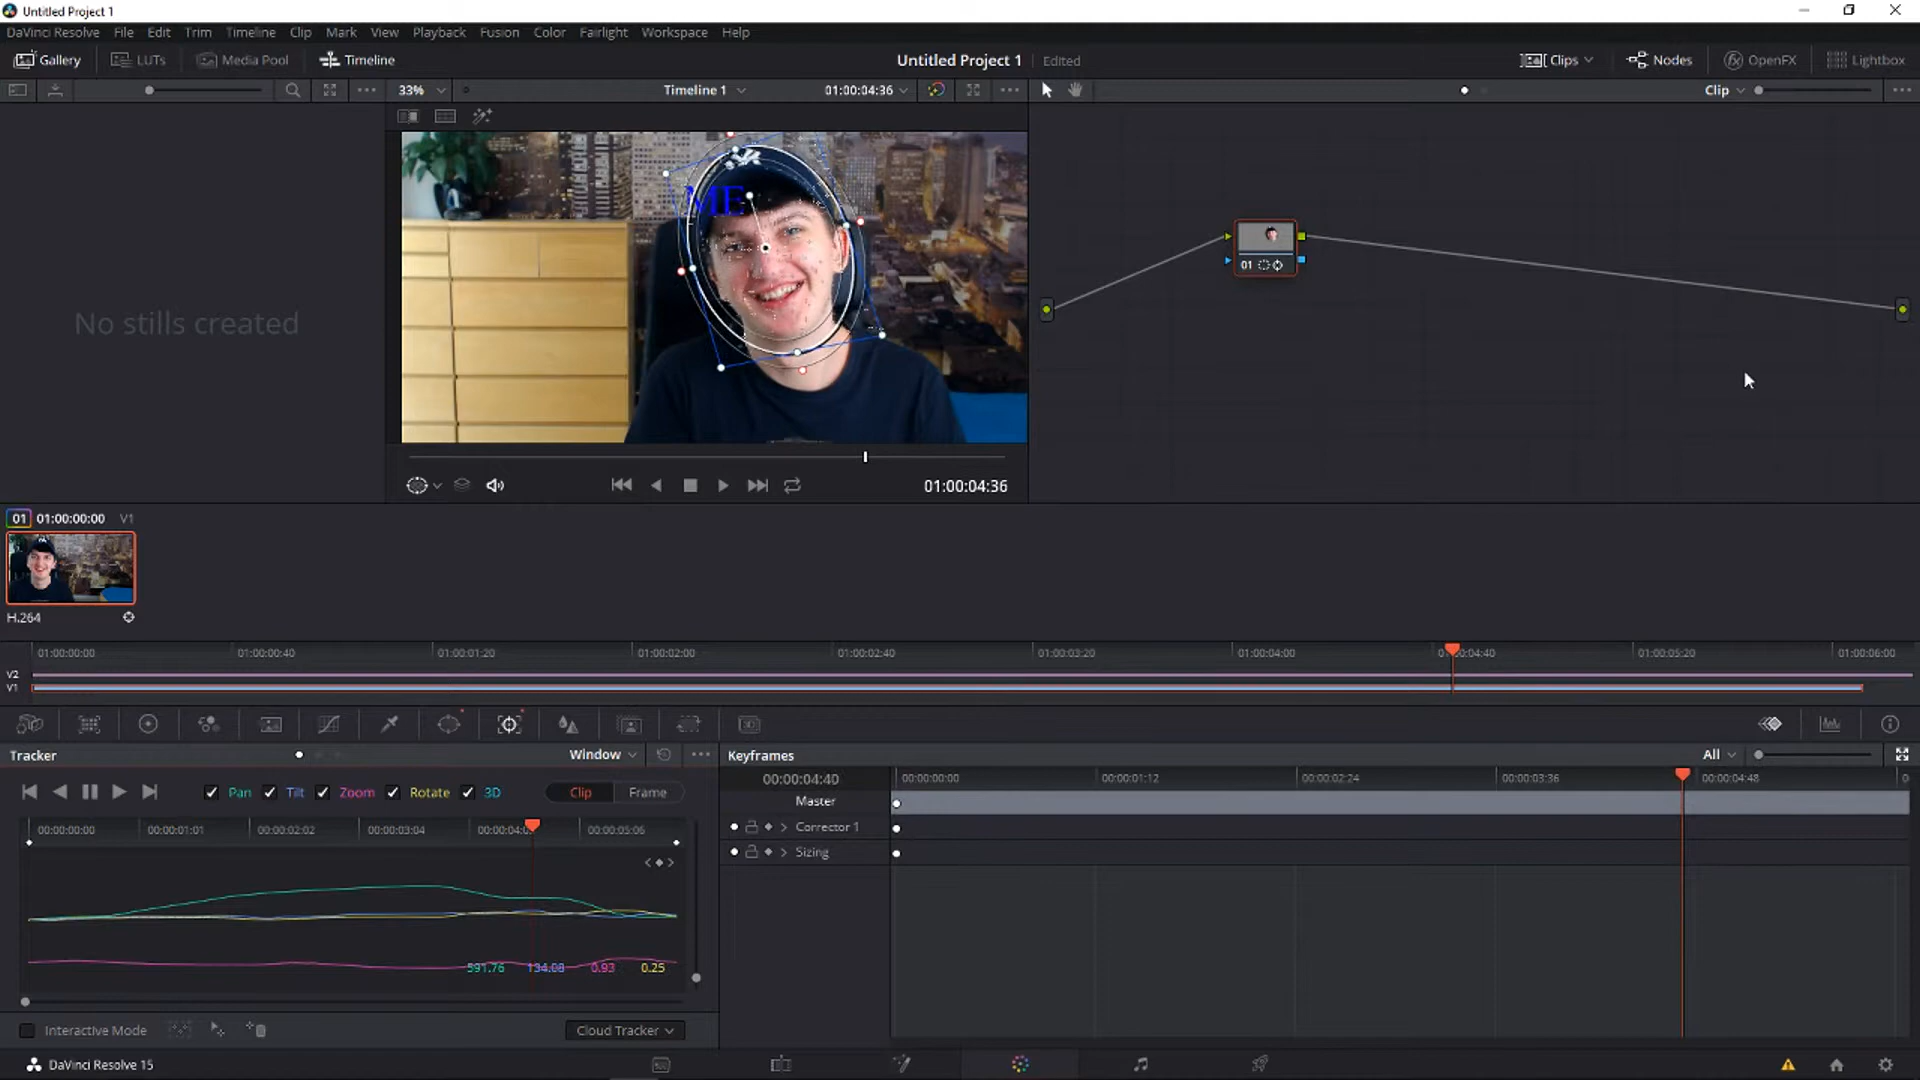 Untitled Project 1
DaVinci Resolve File Edit Trim Timeline Clip Mark View Playback Fusion Color Fairlight Workspace Help
Gallery LUTs Media Pool Timeline Untitled Project 1 Edited Clips Nodes OpenFX Lightbox
33% Timeline 1 01:00:04:36 Clip
ME
No stills created
01
01:00:04:36
01 01:00:00:00 V1
H.264
01:00:00:00 01:00:00:40 01:00:01:20 01:00:02:00 01:00:02:40 01:00:03:20 01:00:04:00 01:00:04:40 01:00:05:20 01:00:06:00
V2
V1
Tracker Window Keyframes All
00:00:04:40 00:00:00:00 00:00:01:12 00:00:02:24 00:00:03:36 00:00:04:48
Pan Tilt Zoom Rotate 3D Clip Frame
Master
00:00:00:00 00:00:01:01 00:00:02:02 00:00:03:04 00:00:05:06
Corrector 1
Sizing
591.76 134.08 0.93 0.25
Interactive Mode Cloud Tracker
DaVinci Resolve 15